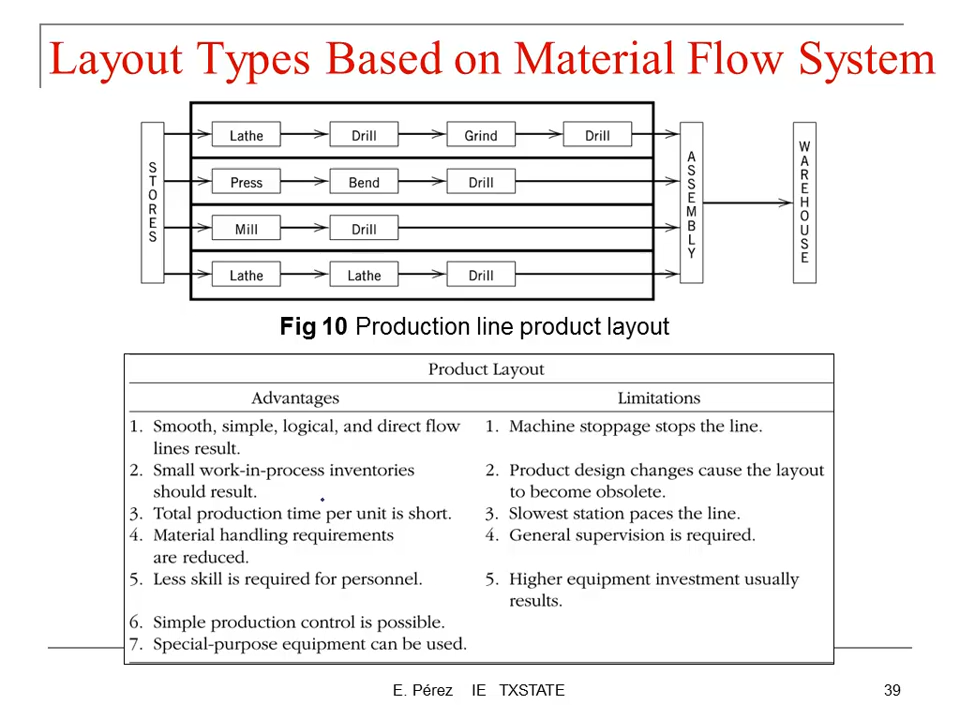 Layout Types Based on Material Flow System
STORES
Lathe Drill Grind Drill
Press Bend Drill
Mill Drill
Lathe Lathe Drill
ASSEMBLY
WAREHOUSE
Fig 10 Production line product layout
Product Layout
Advantages
1. Smooth, simple, logical, and direct flow
lines result.
2. Small work-in-process inventories
should result.
3. Total production time per unit is short.
4. Material handling requirements
are reduced.
5. Less skill is required for personnel.
6. Simple production control is possible.
7. Special-purpose equipment can be used.
Limitations
1. Machine stoppage stops the line.
2. Product design changes cause the layout
to become obsolete.
3. Slowest station paces the line.
4. General supervision is required.
5. Higher equipment investment usually
results.
E. Pérez IE TXSTATE
39